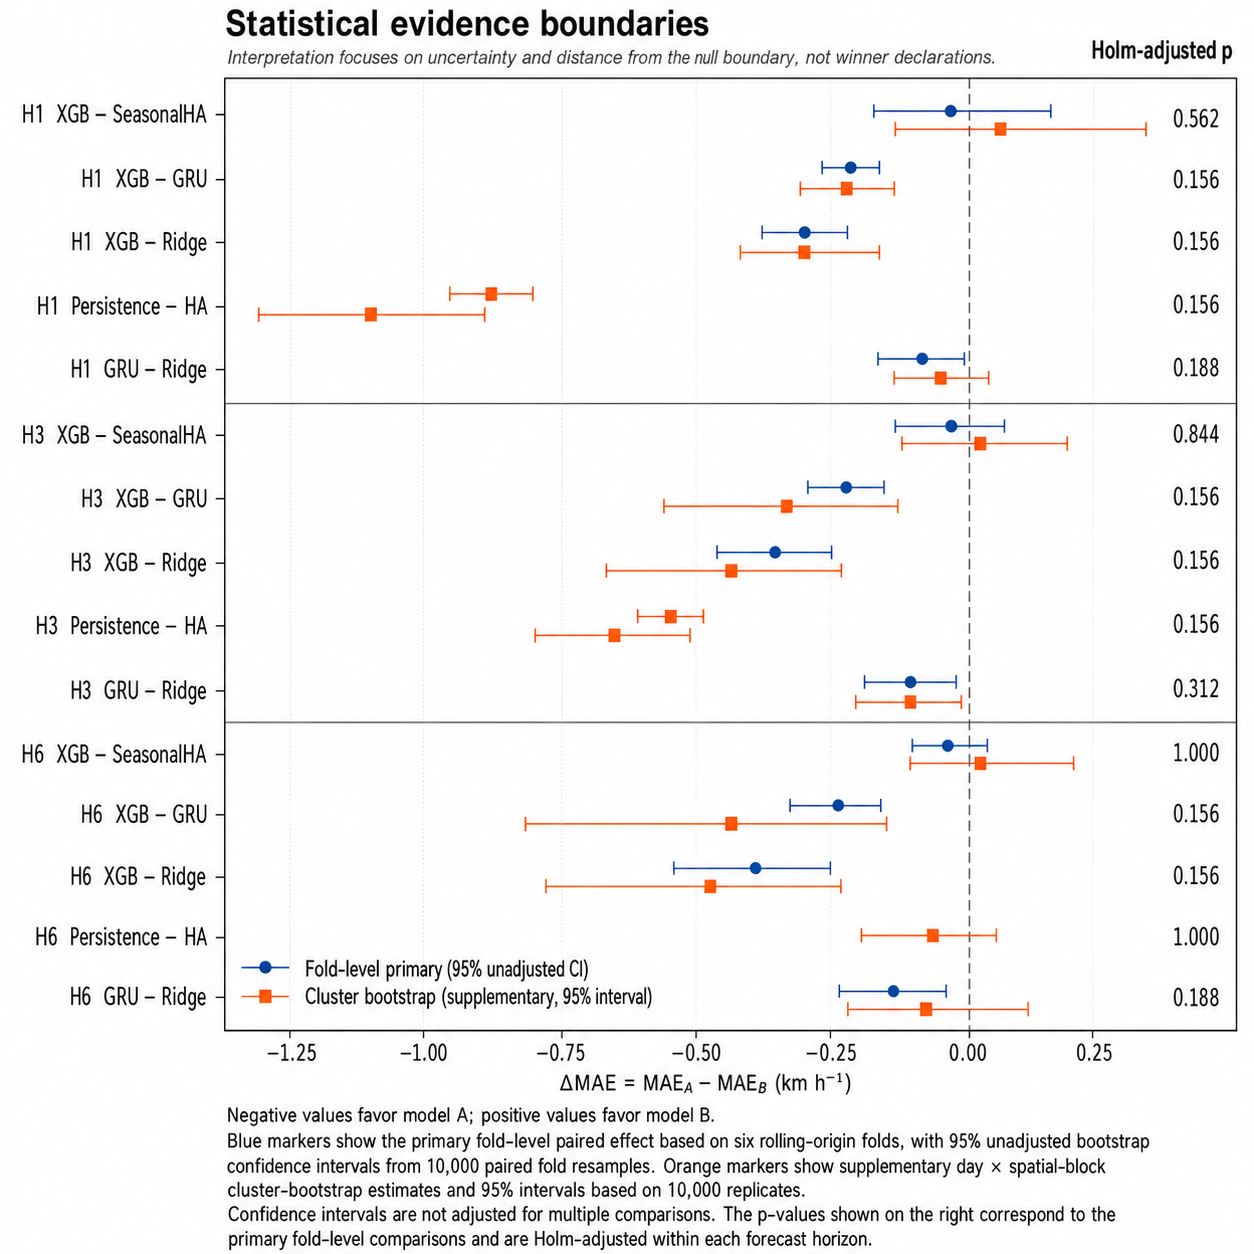 Statistical evidence boundaries
Interpretation focuses on uncertainty and distance from the null boundary, not winner declarations.
Holm-adjusted p
H1 XGB – SeasonalHA 0.562
H1 XGB – GRU 0.156
H1 XGB – Ridge 0.156
H1 Persistence – HA 0.156
H1 GRU – Ridge 0.188
H3 XGB – SeasonalHA 0.844
H3 XGB – GRU 0.156
H3 XGB – Ridge 0.156
H3 Persistence – HA 0.156
H3 GRU – Ridge 0.312
H6 XGB – SeasonalHA 1.000
H6 XGB – GRU 0.156
H6 XGB – Ridge 0.156
H6 Persistence – HA 1.000
H6 GRU – Ridge 0.188
Fold-level primary (95% unadjusted CI)
Cluster bootstrap (supplementary, 95% interval)
−1.25 −1.00 −0.75 −0.50 −0.25 0.00 0.25
ΔMAE = MAE_A − MAE_B (km h⁻¹)
Negative values favor model A; positive values favor model B.
Blue markers show the primary fold-level paired effect based on six rolling-origin folds, with 95% unadjusted bootstrap
confidence intervals from 10,000 paired fold resamples. Orange markers show supplementary day × spatial-block
cluster-bootstrap estimates and 95% intervals based on 10,000 replicates.
Confidence intervals are not adjusted for multiple comparisons. The p-values shown on the right correspond to the
primary fold-level comparisons and are Holm-adjusted within each forecast horizon.